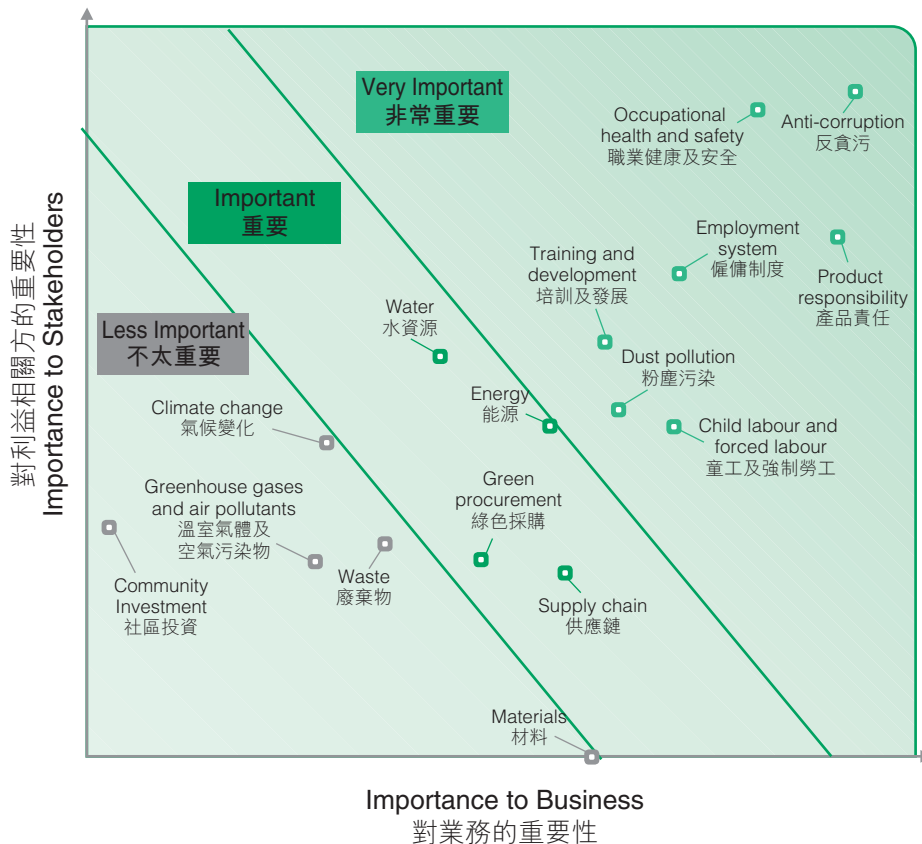 Very Important
非常重要
Occupational
health and safety
職業健康及安全
Anti-corruption
反貪污
Important
重要
Employment
system
僱傭制度
Training and
development
培訓及發展
Product
responsibility
產品責任
Water
水資源
Less Important
不太重要
Dust pollution
粉塵污染
Energy
能源
Climate change
氣候變化
Child labour and
forced labour
童工及強制勞工
Green
procurement
綠色採購
Greenhouse gases
and air pollutants
溫室氣體及
空氣污染物
Waste
廢棄物
Community
Investment
社區投資
Supply chain
供應鏈
Materials
材料
對利益相關方的重要性
Importance to Stakeholders
Importance to Business
對業務的重要性